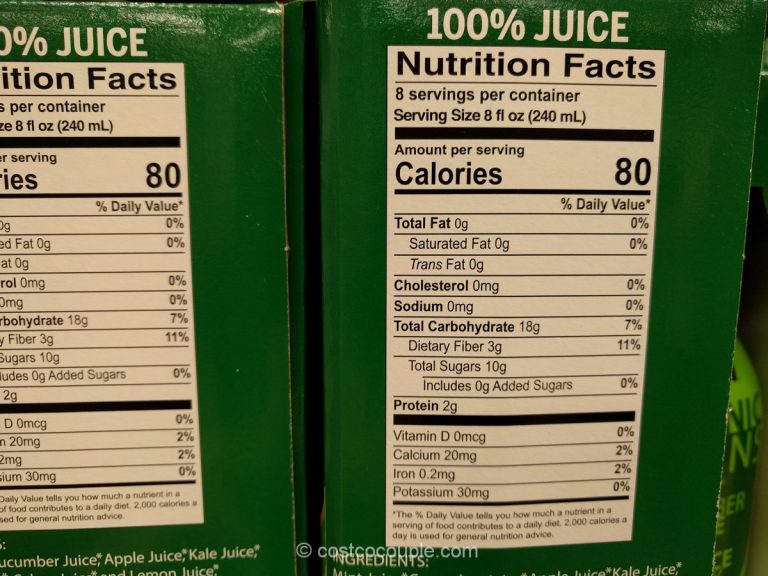 0% JUICE
ition Facts
s per container
ze 8 fl oz (240 mL)
er serving
ries 80
% Daily Value*
0g 0%
ed Fat 0g 0%
at 0g
rol 0mg 0%
0mg 0%
rbohydrate 18g 7%
y Fiber 3g 11%
Sugars 10g
ludes 0g Added Sugars 0%
2g
D 0mcg 0%
n 20mg 2%
2mg 2%
sium 30mg 0%
Daily Value tells you how much a nutrient in a
of food contributes to a daily diet. 2,000 calories a
sed for general nutrition advice.
S:
ucumber Juice,* Apple Juice,* Kale Juice,*
and Lemon Juice,*
100% JUICE
Nutrition Facts
8 servings per container
Serving Size 8 fl oz (240 mL)
Amount per serving
Calories 80
% Daily Value*
Total Fat 0g 0%
Saturated Fat 0g 0%
Trans Fat 0g
Cholesterol 0mg 0%
Sodium 0mg 0%
Total Carbohydrate 18g 7%
Dietary Fiber 3g 11%
Total Sugars 10g
Includes 0g Added Sugars 0%
Protein 2g
Vitamin D 0mcg 0%
Calcium 20mg 2%
Iron 0.2mg 2%
Potassium 30mg 0%
*The % Daily Value tells you how much a nutrient in a
serving of food contributes to a daily diet. 2,000 calories a
day is used for general nutrition advice.
INGREDIENTS:
© costcocouple.com